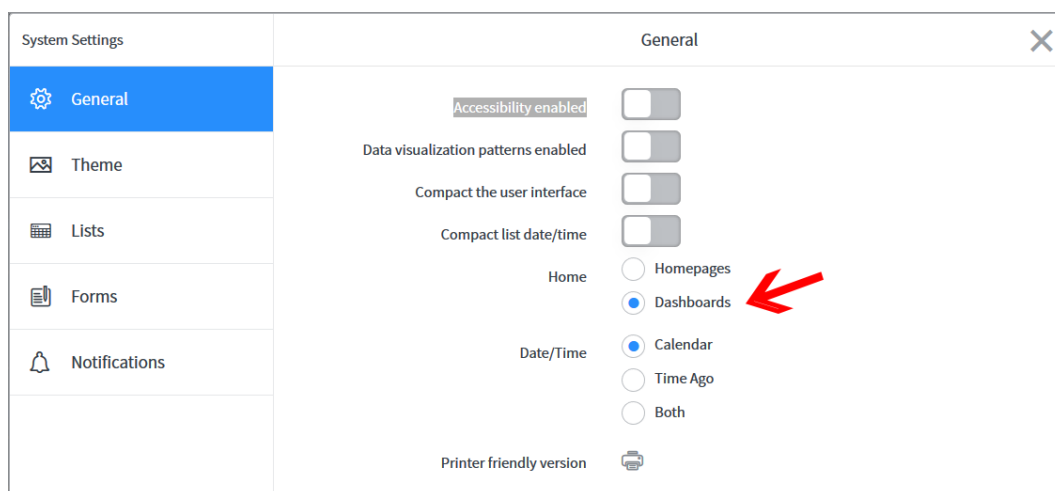 System Settings
General
General
Theme
Lists
Forms
Notifications
Accessibility enabled
Data visualization patterns enabled
Compact the user interface
Compact list date/time
Home
Homepages
Dashboards
Date/Time
Calendar
Time Ago
Both
Printer friendly version